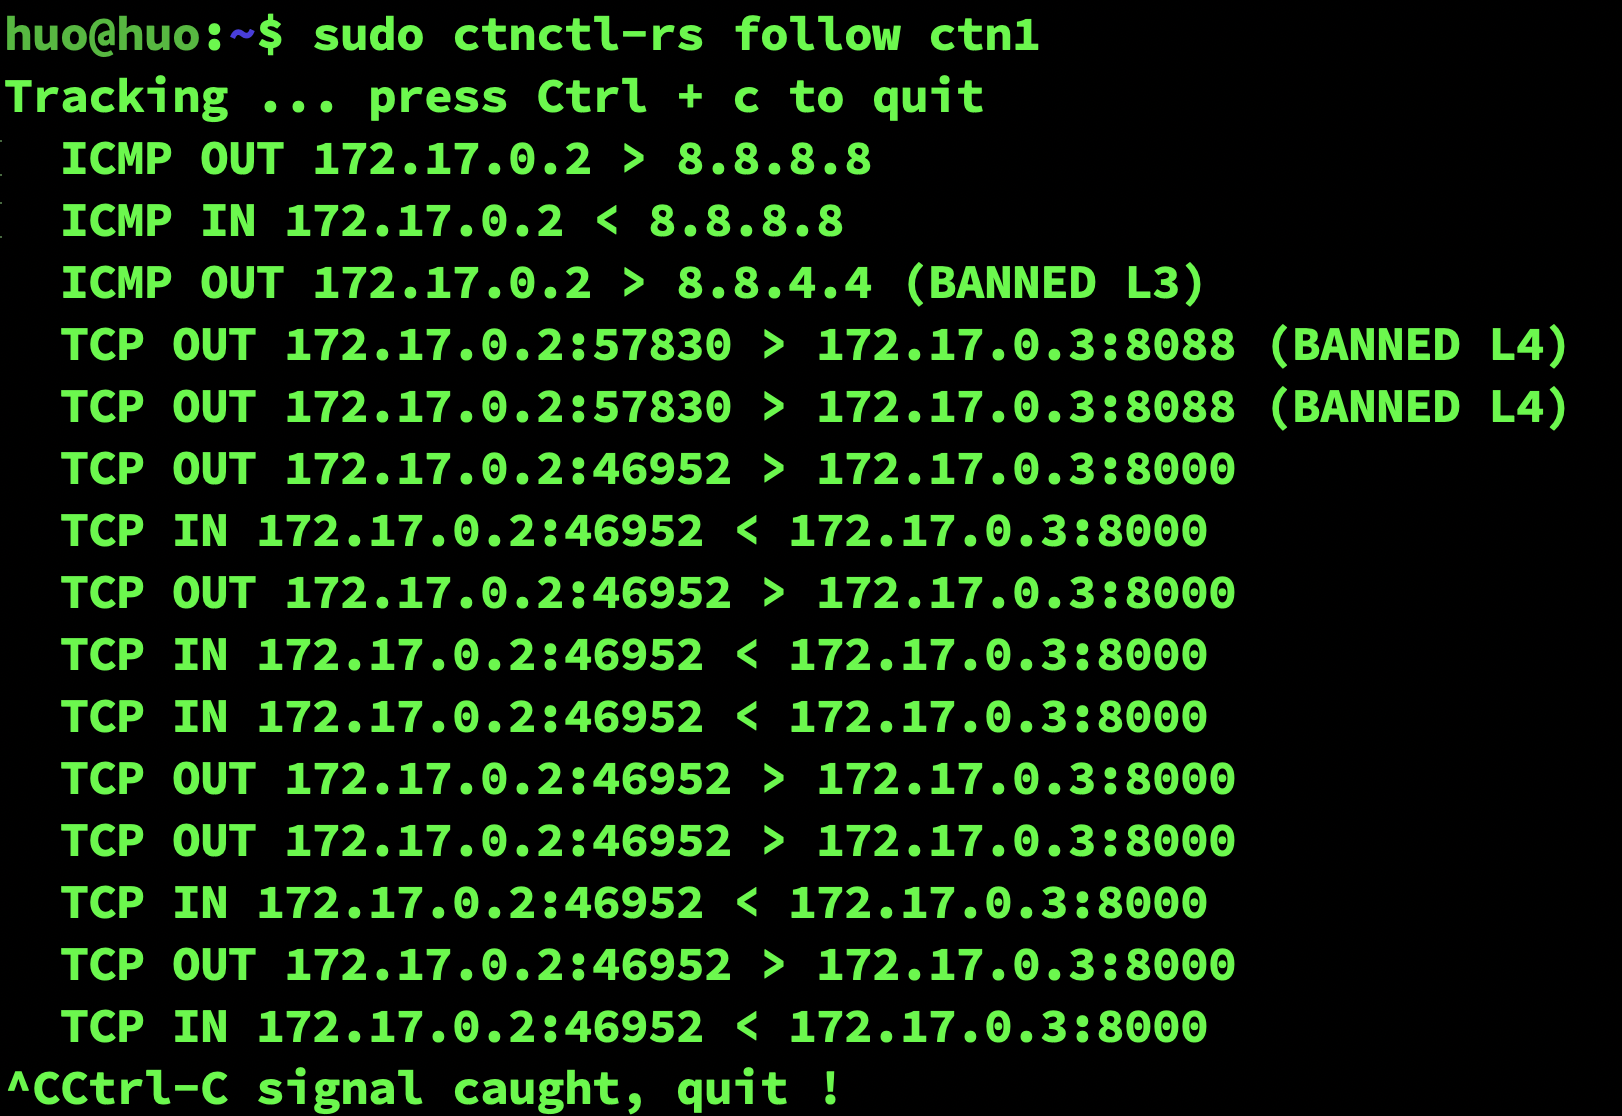 huo@huo:~$ sudo ctnctl-rs follow ctn1
Tracking ... press Ctrl + c to quit
ICMP OUT 172.17.0.2 > 8.8.8.8
ICMP IN 172.17.0.2 < 8.8.8.8
ICMP OUT 172.17.0.2 > 8.8.4.4 (BANNED L3)
TCP OUT 172.17.0.2:57830 > 172.17.0.3:8088 (BANNED L4)
TCP OUT 172.17.0.2:57830 > 172.17.0.3:8088 (BANNED L4)
TCP OUT 172.17.0.2:46952 > 172.17.0.3:8000
TCP IN 172.17.0.2:46952 < 172.17.0.3:8000
TCP OUT 172.17.0.2:46952 > 172.17.0.3:8000
TCP IN 172.17.0.2:46952 < 172.17.0.3:8000
TCP IN 172.17.0.2:46952 < 172.17.0.3:8000
TCP OUT 172.17.0.2:46952 > 172.17.0.3:8000
TCP OUT 172.17.0.2:46952 > 172.17.0.3:8000
TCP IN 172.17.0.2:46952 < 172.17.0.3:8000
TCP OUT 172.17.0.2:46952 > 172.17.0.3:8000
TCP IN 172.17.0.2:46952 < 172.17.0.3:8000
^CCtrl-C signal caught, quit !